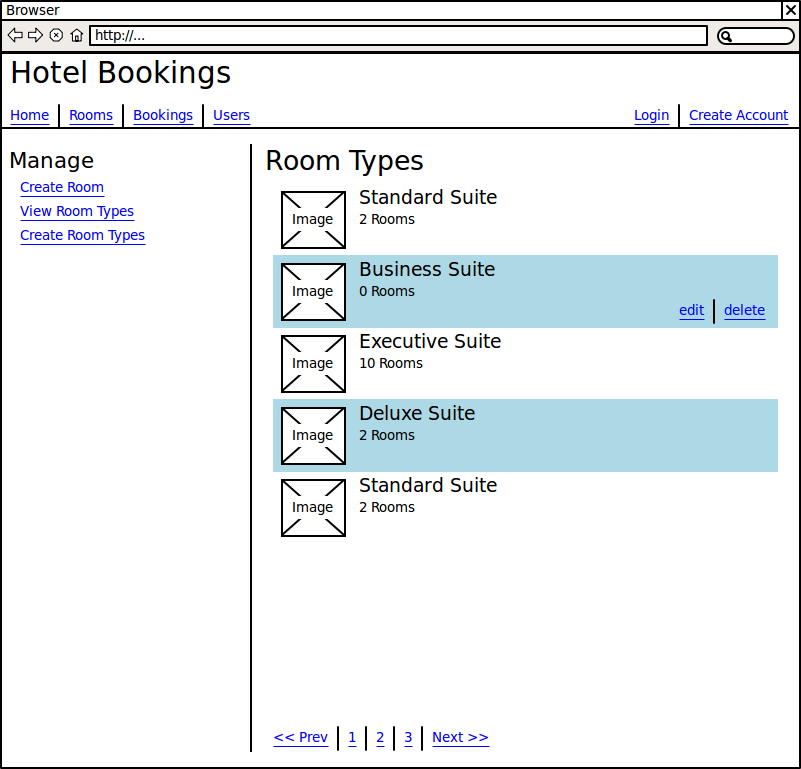 Browser
http://...
Hotel Bookings
Home Rooms Bookings Users Login Create Account
Manage
Create Room
View Room Types
Create Room Types
Room Types
Image
Standard Suite
2 Rooms
Image
Business Suite
0 Rooms
edit delete
Image
Executive Suite
10 Rooms
Image
Deluxe Suite
2 Rooms
Image
Standard Suite
2 Rooms
<< Prev 1 2 3 Next >>